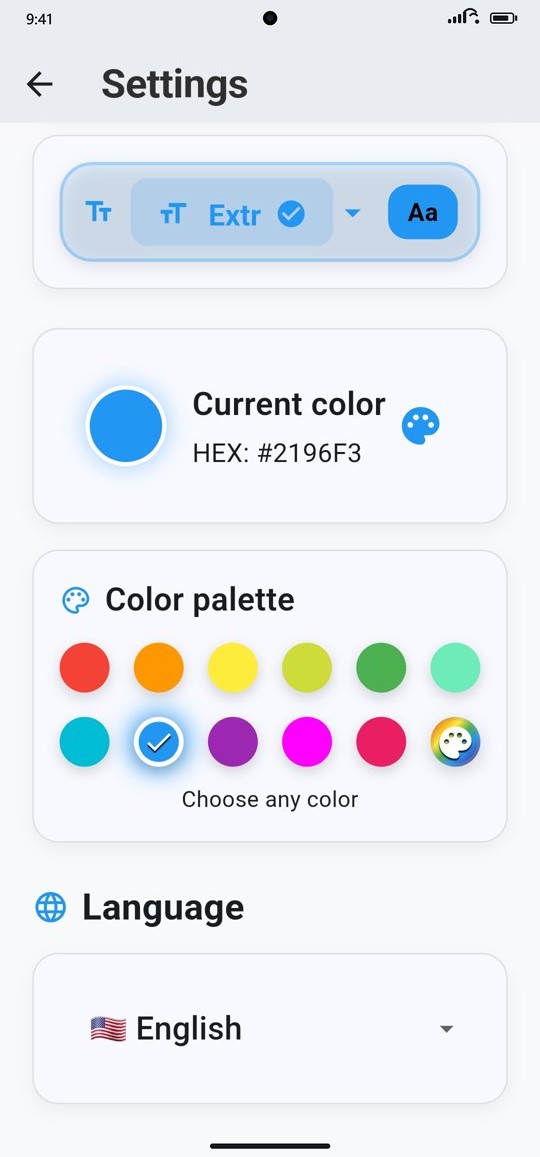 9:41
Settings
Extr
Aa
Current color
HEX: #2196F3
Color palette
Choose any color
Language
English